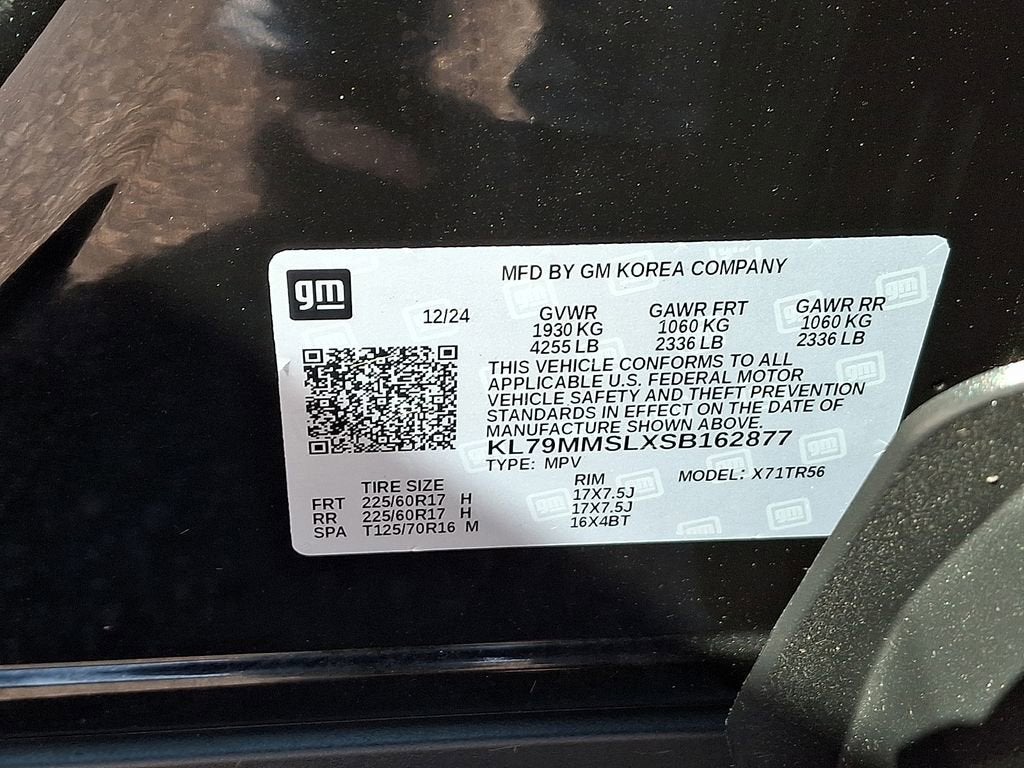 gm
MFD BY GM KOREA COMPANY
12/24
GVWR GAWR FRT GAWR RR
1930 KG 1060 KG 1060 KG
4255 LB 2336 LB 2336 LB
THIS VEHICLE CONFORMS TO ALL
APPLICABLE U.S. FEDERAL MOTOR
VEHICLE SAFETY AND THEFT PREVENTION
STANDARDS IN EFFECT ON THE DATE OF
MANUFACTURE SHOWN ABOVE.
KL79MMSLXSB162877
TYPE: MPV
TIRE SIZE RIM MODEL: X71TR56
FRT 225/60R17 H 17X7.5J
RR 225/60R17 H 17X7.5J
SPA T125/70R16 M 16X4BT